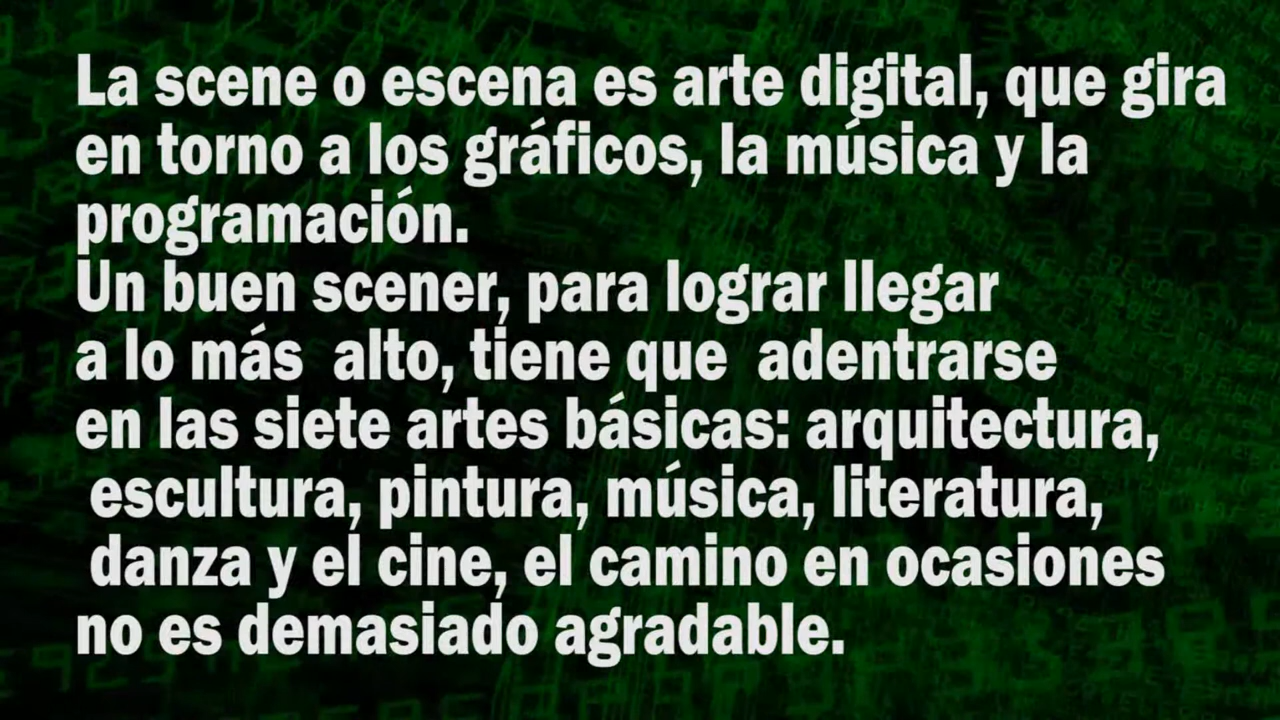 La scene o escena es arte digital, que gira
en torno a los gráficos, la música y la
programación.
Un buen scener, para lograr llegar
a lo más alto, tiene que adentrarse
en las siete artes básicas: arquitectura,
escultura, pintura, música, literatura,
danza y el cine, el camino en ocasiones
no es demasiado agradable.